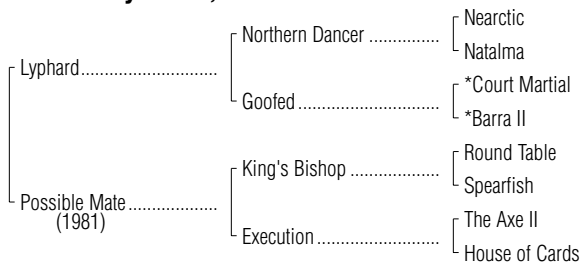 Nearctic
Northern Dancer ...............
Natalma
Lyphard.............................
*Court Martial
Goofed..............................
*Barra II
Round Table
King's Bishop ...................
Spearfish
Possible Mate...................
(1981)
The Axe II
Execution..........................
House of Cards